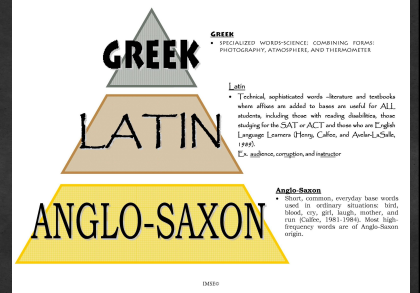 GREEK
GREEK
• SPECIALIZED WORDS-SCIENCE; COMBINING FORMS:
PHOTOGRAPHY, ATMOSPHERE, AND THERMOMETER
LATIN
Latin
• Technical, sophisticated words -literature and textbooks
where affixes are added to bases are useful for ALL
students, including those with reading disabilities, those
studying for the SAT or ACT and those who are English
Language Learners (Henry, Calfee, and Avelar-LaSalle,
1989).
Ex. audience, corruption, and instructor
ANGLO-SAXON
Anglo-Saxon
• Short, common, everyday base words
used in ordinary situations: bird,
blood, cry, girl, laugh, mother, and
run (Calfee, 1981-1984). Most high-
frequency words are of Anglo-Saxon
origin.
IMSE©